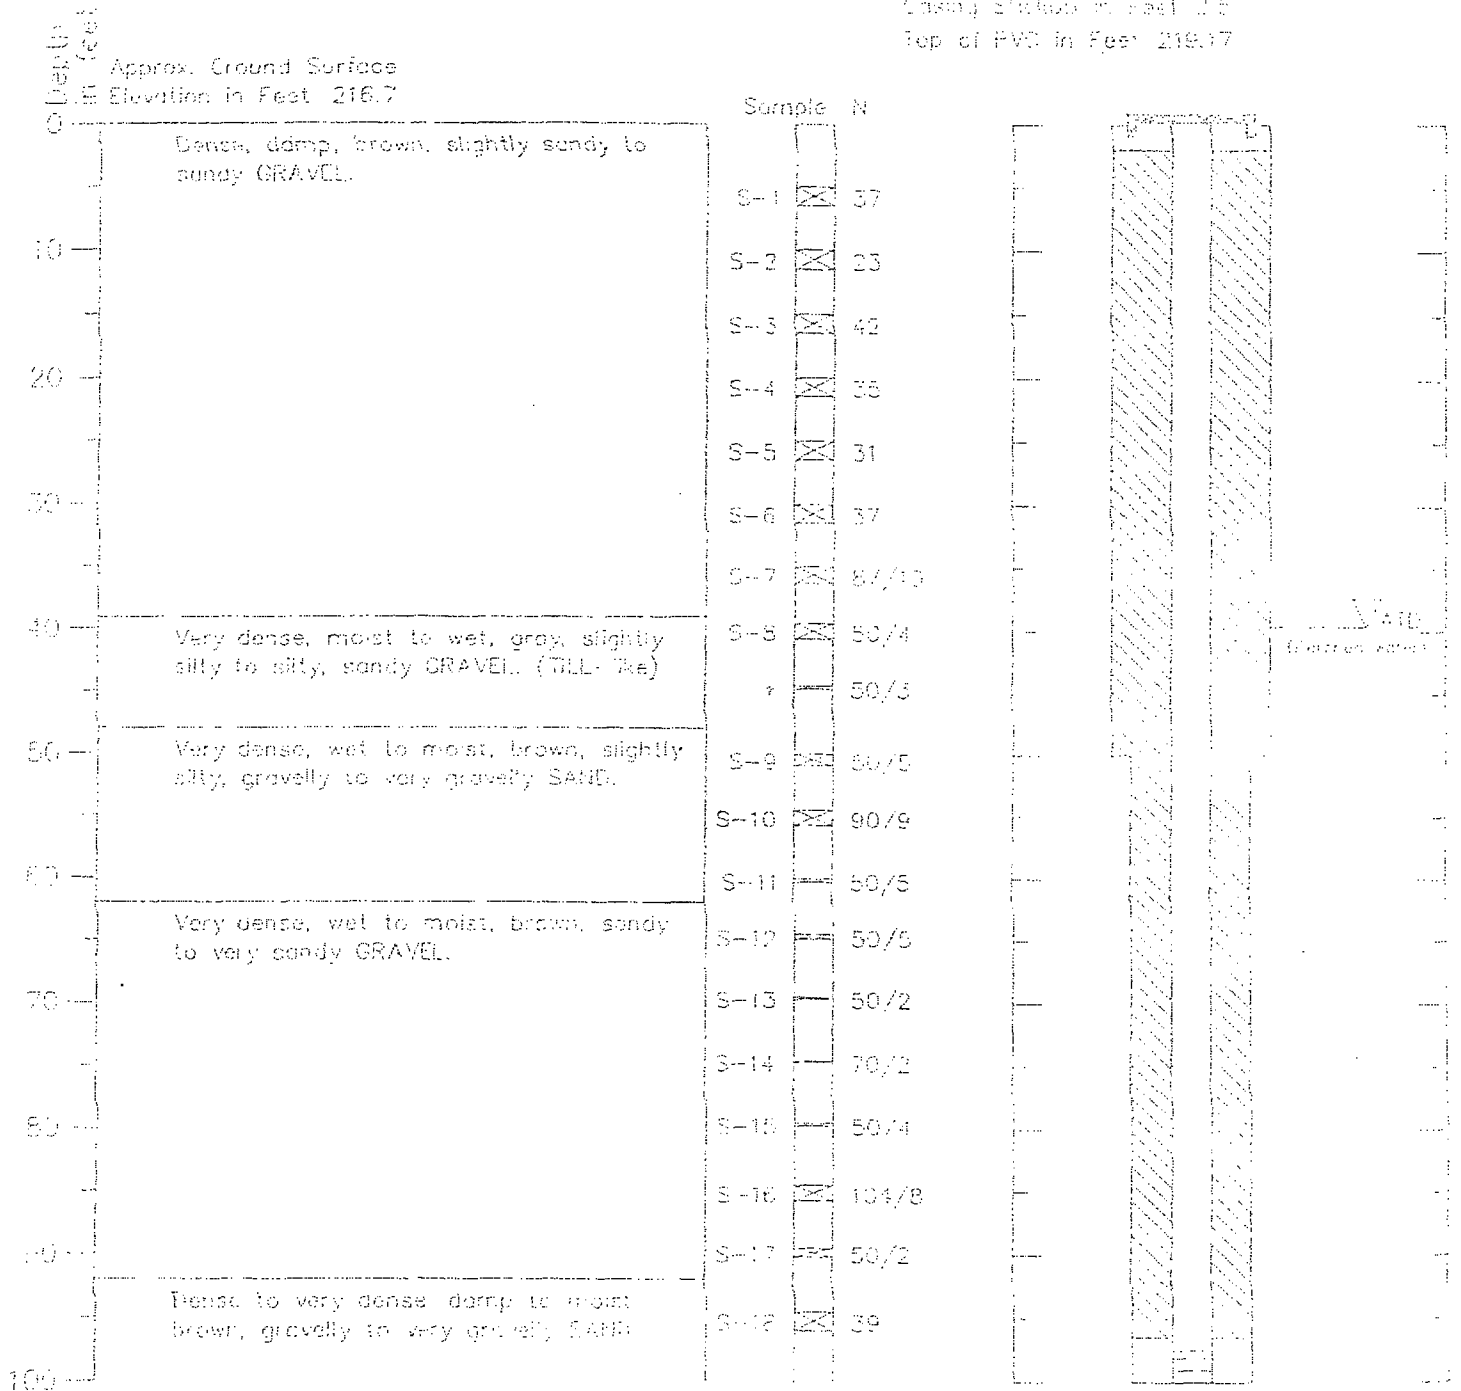 Casing Stickup in Feet
Top of PVC in Feet 219.17
Depth
in Feet
Approx. Ground Surface
Elevation in Feet 216.7
Sample N
0
Dense, damp, brown, slightly sandy to
sandy GRAVEL.
S-1 37
10
S-2 23
S-3 42
20
S-4 35
S-5 31
30
S-6 37
S-7
40
Very dense, moist to wet, gray, slightly
silty to silty, sandy GRAVEL. (TILL-like)
S-8 50/4
ATD
50/3
50
Very dense, wet to moist, brown, slightly
silty, gravelly to very gravelly SAND.
S-9 50/5
S-10 90/9
60
S-11 50/5
Very dense, wet to moist, brown, sandy
to very sandy GRAVEL.
S-12 50/5
70
S-13 50/2
S-14 70/2
80
S-15 50/4
S-16 104/8
90
S-17 50/2
Dense to very dense damp to moist
brown, gravelly to very gravelly SAND
S-18 39
100